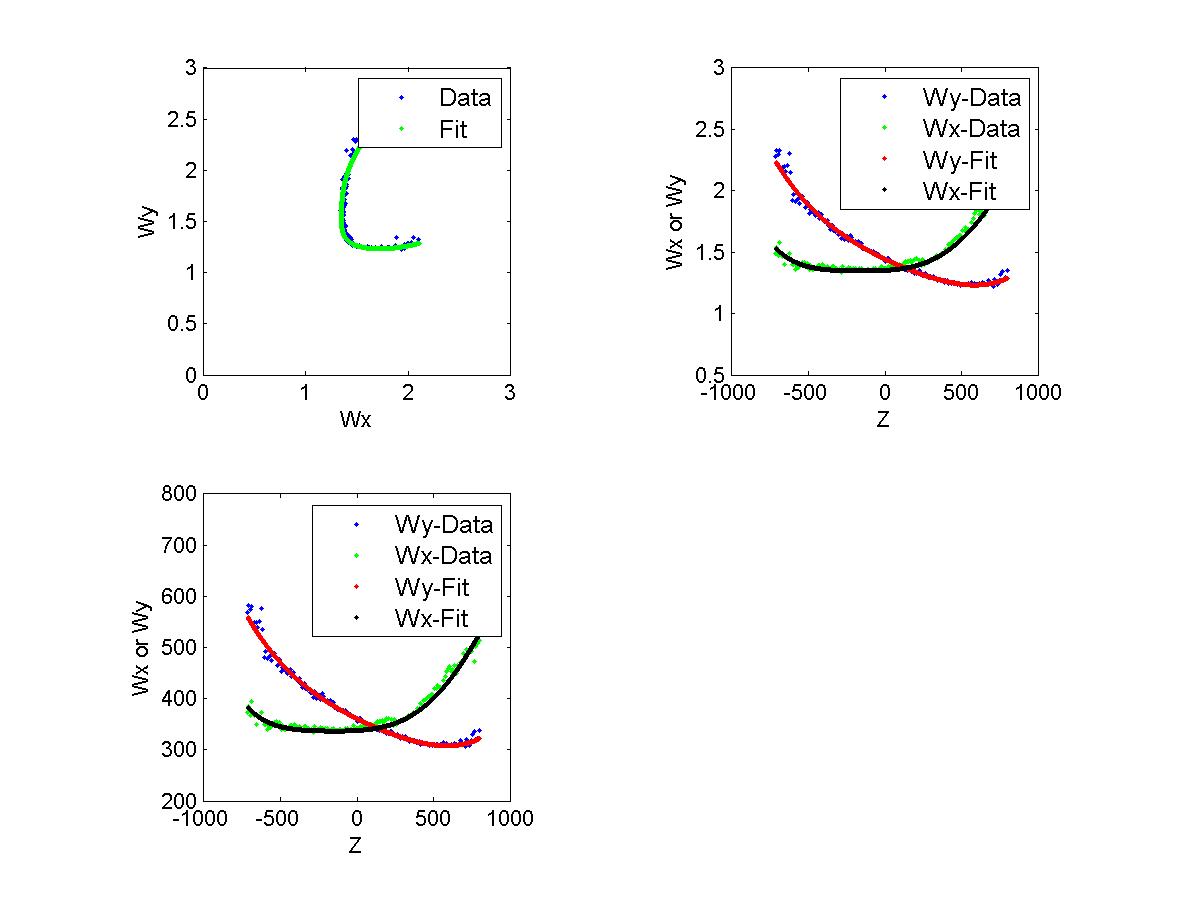 3
2.5
2
1.5
1
0.5
0
0 1 2 3
Wx
Wy
Data
Fit
3
2.5
2
1.5
1
0.5
-1000 -500 0 500 1000
Z
Wx or Wy
Wy-Data
Wx-Data
Wy-Fit
Wx-Fit
800
700
600
500
400
300
200
-1000 -500 0 500 1000
Z
Wx or Wy
Wy-Data
Wx-Data
Wy-Fit
Wx-Fit